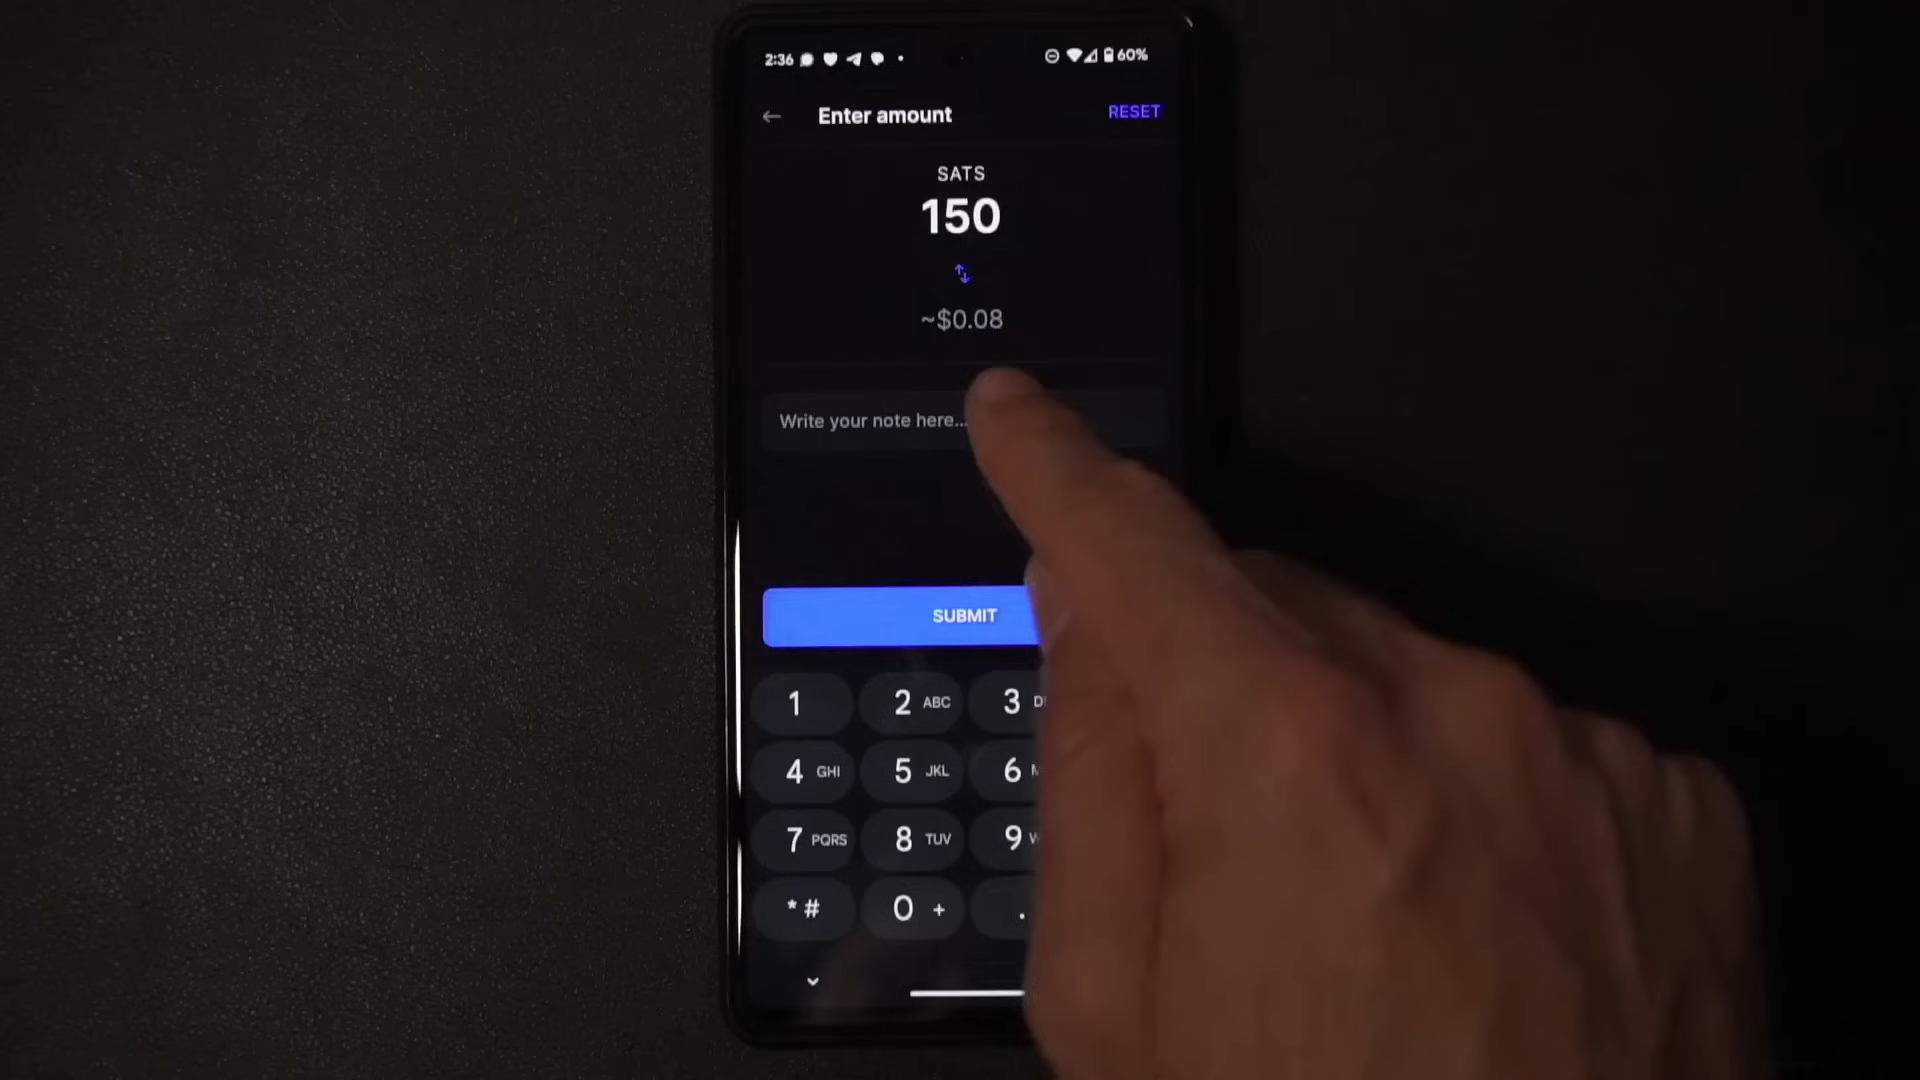 2:36 60%
Enter amount RESET
SATS
150
~$0.08
Write your note here...
SUBMIT
1 2 ABC 3
4 GHI 5 JKL 6
7 PQRS 8 TUV 9
* # 0 + .